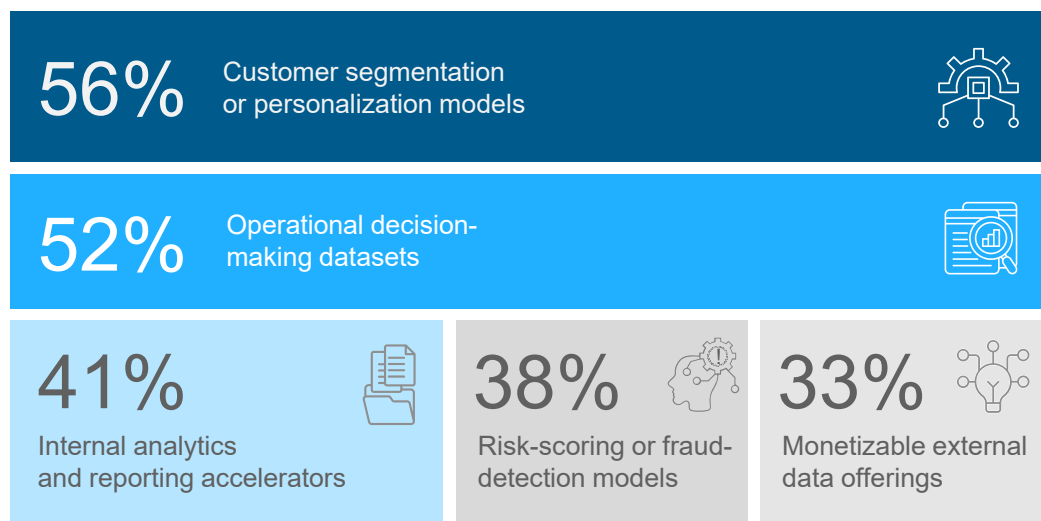 56%
Customer segmentation
or personalization models
52%
Operational decision-
making datasets
41%
Internal analytics
and reporting accelerators
38%
Risk-scoring or fraud-
detection models
33%
Monetizable external
data offerings